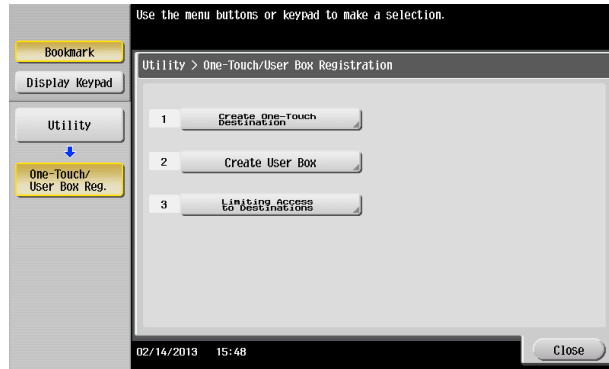 Use the menu buttons or keypad to make a selection.
Bookmark
Display Keypad
Utility
One-Touch/
User Box Reg.
Utility > One-Touch/User Box Registration
1 Create One-Touch
Destination
2 Create User Box
3 Limiting Access
to Destinations
02/14/2013 15:48
Close